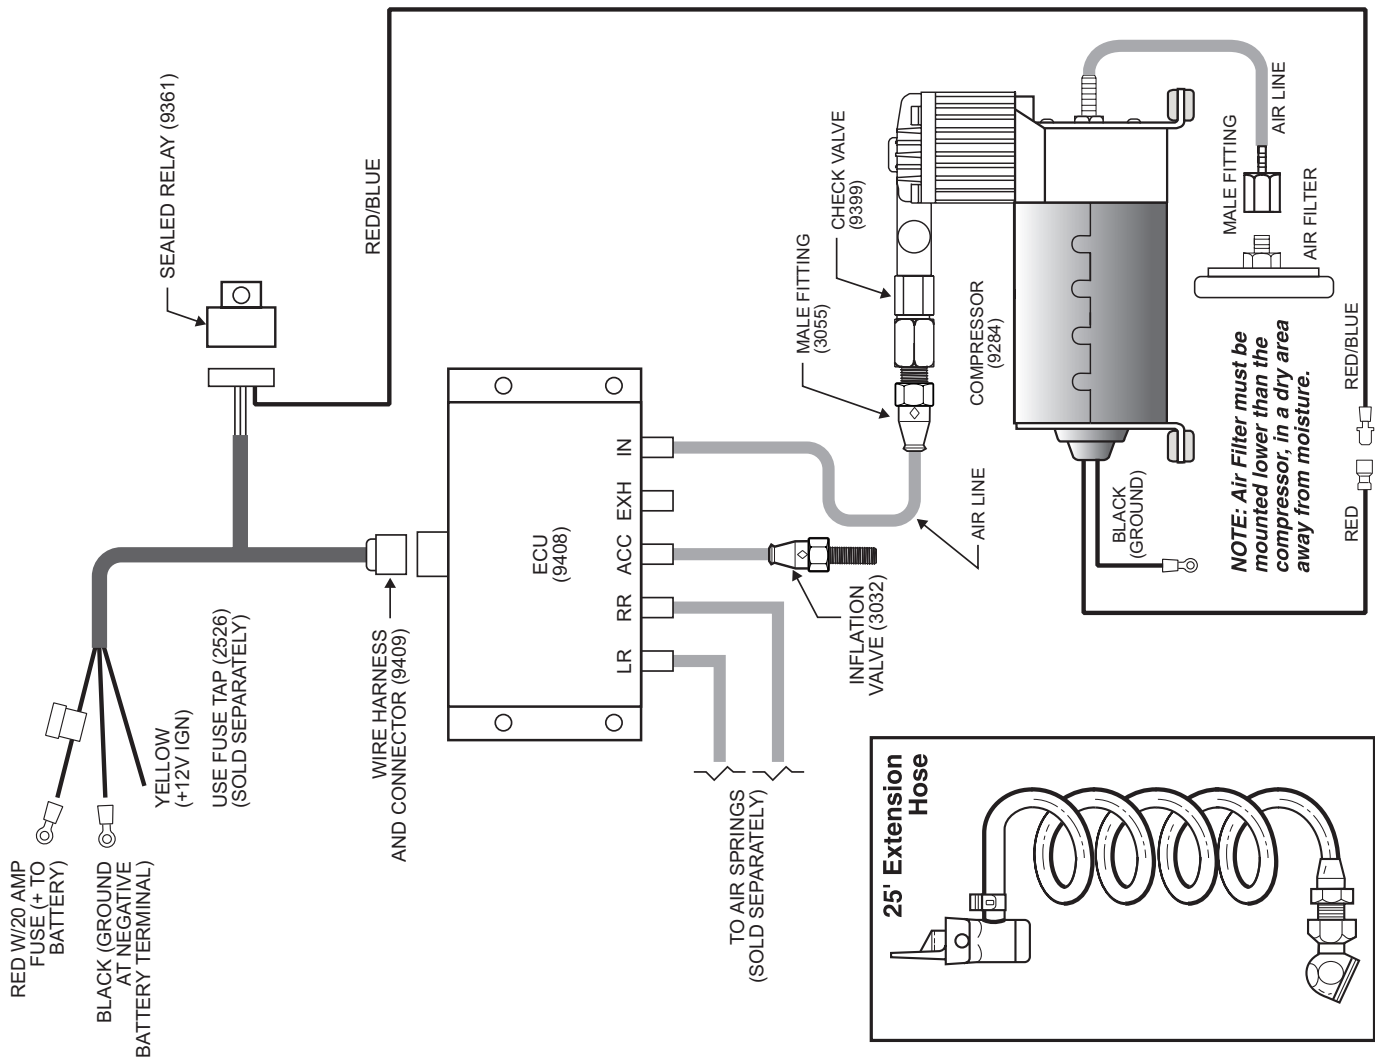 RED W/20 AMP
FUSE (+ TO
BATTERY)
BLACK (GROUND
AT NEGATIVE
BATTERY TERMINAL)
YELLOW
(+12V IGN)
USE FUSE TAP (2526)
(SOLD SEPARATELY)
SEALED RELAY (9361)
RED/BLUE
WIRE HARNESS
AND CONNECTOR (9409)
ECU
(9408)
LR
RR
ACC
EXH
IN
TO AIR SPRINGS
(SOLD SEPARATELY)
INFLATION
VALVE (3032)
AIR LINE
MALE FITTING
(3055)
CHECK VALVE
(9399)
COMPRESSOR
(9284)
BLACK
(GROUND)
MALE FITTING
AIR LINE
AIR FILTER
NOTE: Air Filter must be
mounted lower than the
compressor, in a dry area
away from moisture.
RED
RED/BLUE
25' Extension
Hose